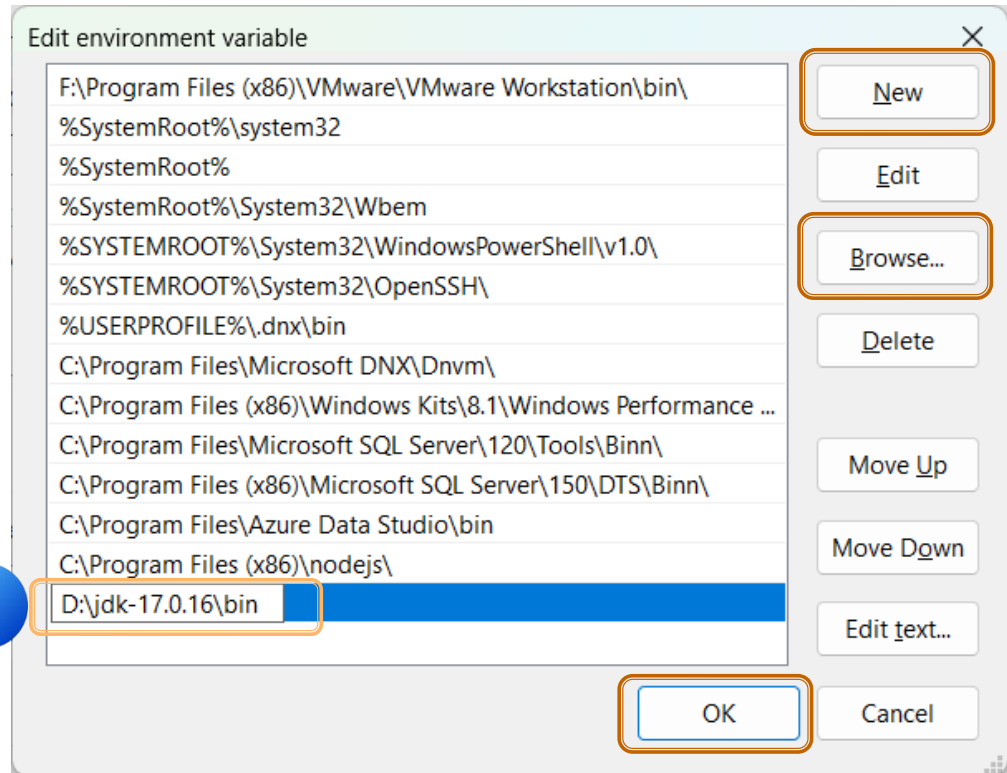 Edit environment variable
F:\Program Files (x86)\VMware\VMware Workstation\bin\
%SystemRoot%\system32
%SystemRoot%
%SystemRoot%\System32\Wbem
%SYSTEMROOT%\System32\WindowsPowerShell\v1.0\
%SYSTEMROOT%\System32\OpenSSH\
%USERPROFILE%\.dnx\bin
C:\Program Files\Microsoft DNX\Dnvm\
C:\Program Files (x86)\Windows Kits\8.1\Windows Performance ...
C:\Program Files\Microsoft SQL Server\120\Tools\Binn\
C:\Program Files (x86)\Microsoft SQL Server\150\DTS\Binn\
C:\Program Files\Azure Data Studio\bin
C:\Program Files (x86)\nodejs\
D:\jdk-17.0.16\bin
New
Edit
Browse...
Delete
Move Up
Move Down
Edit text...
OK
Cancel